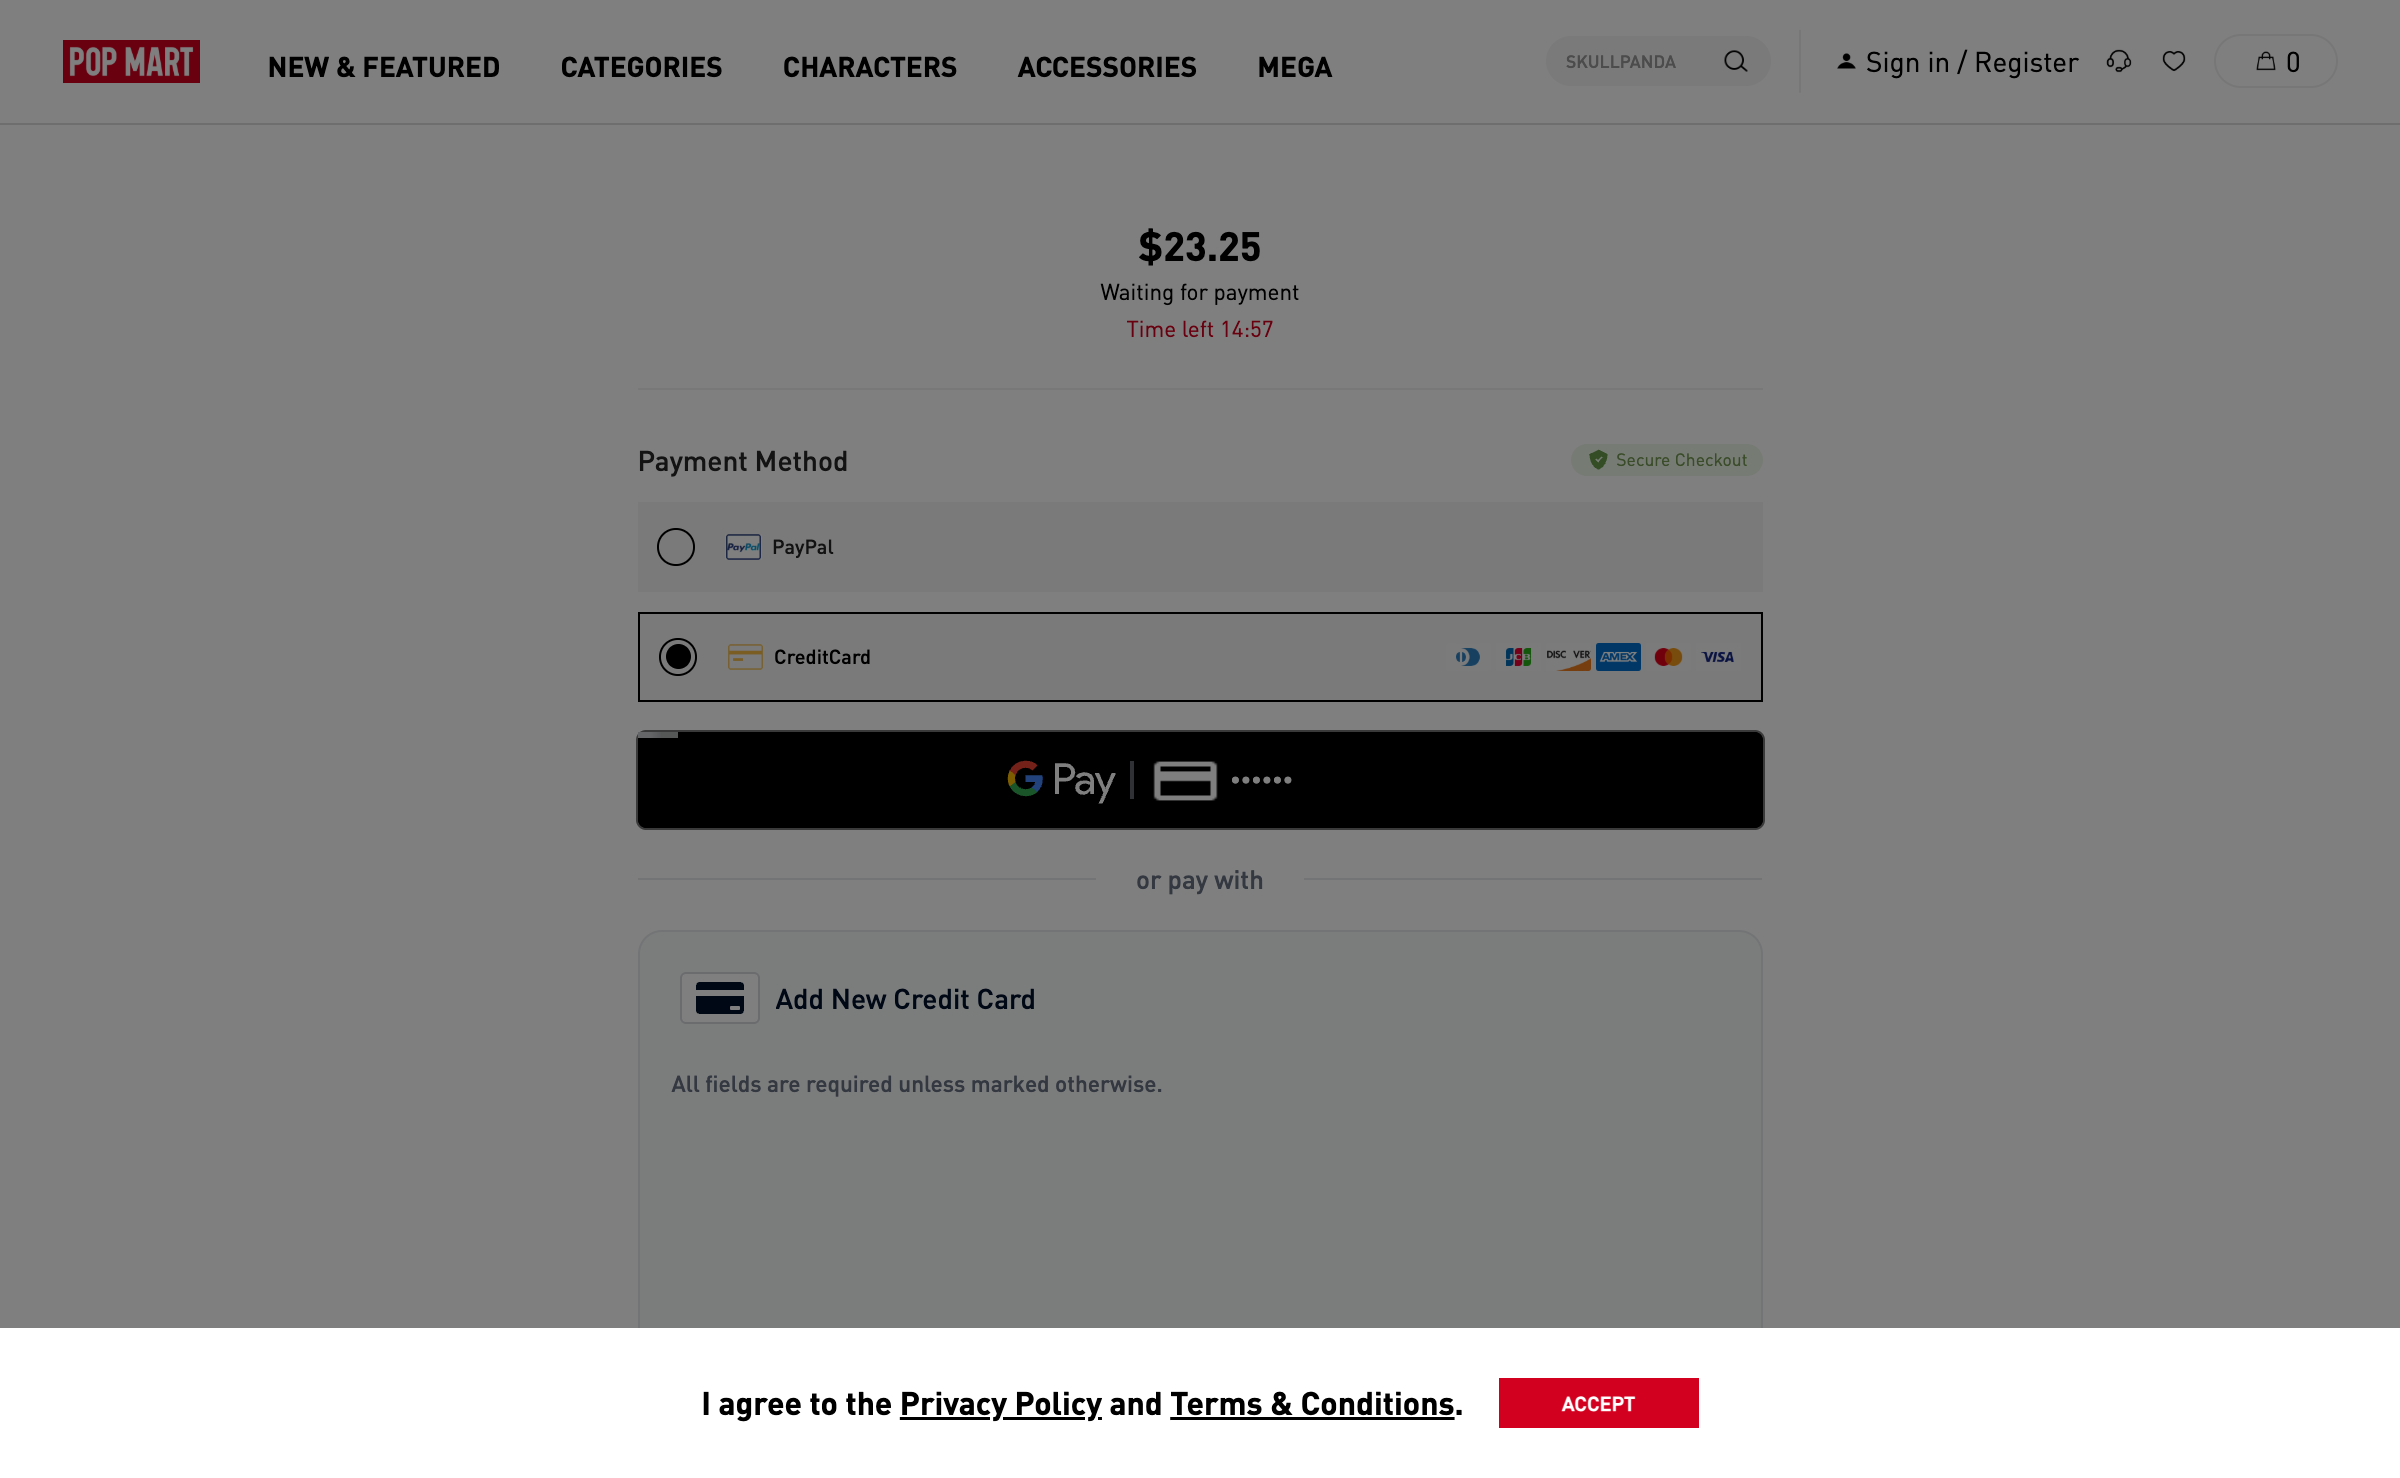 POP MART NEW & FEATURED CATEGORIES CHARACTERS ACCESSORIES MEGA SKULLPANDA Sign in / Register 0
$23.25
Waiting for payment
Time left 14:57
Payment Method Secure Checkout
PayPal PayPal
CreditCard JCB DISC VER AMEX VISA
G Pay ••••••
or pay with
Add New Credit Card
All fields are required unless marked otherwise.
I agree to the Privacy Policy and Terms & Conditions. ACCEPT